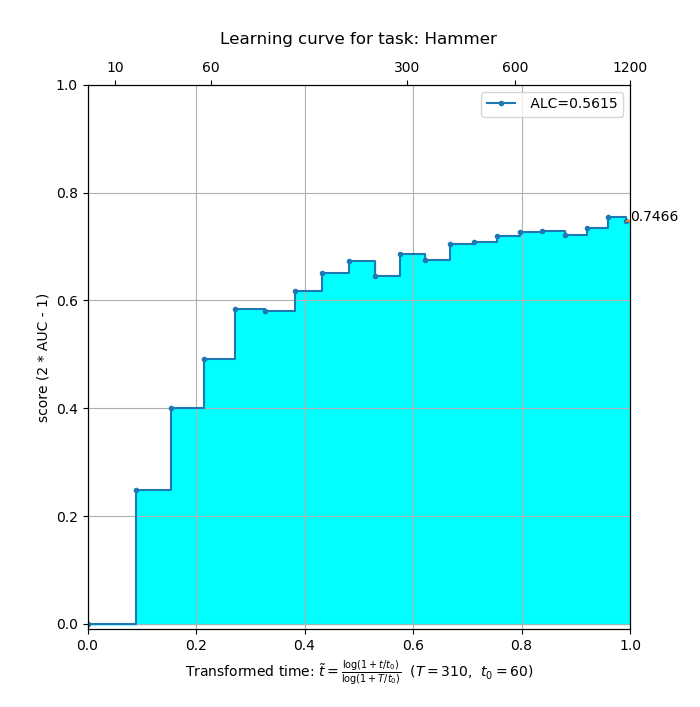 Learning curve for task: Hammer
10 60 300 600 1200
1.0
ALC=0.5615
0.8
0.7466
0.6
score (2 * AUC - 1)
0.4
0.2
0.0
0.0 0.2 0.4 0.6 0.8 1.0
Transformed time: t̃ = log(1 + t/t₀) / log(1 + T/t₀) (T = 310, t₀ = 60)